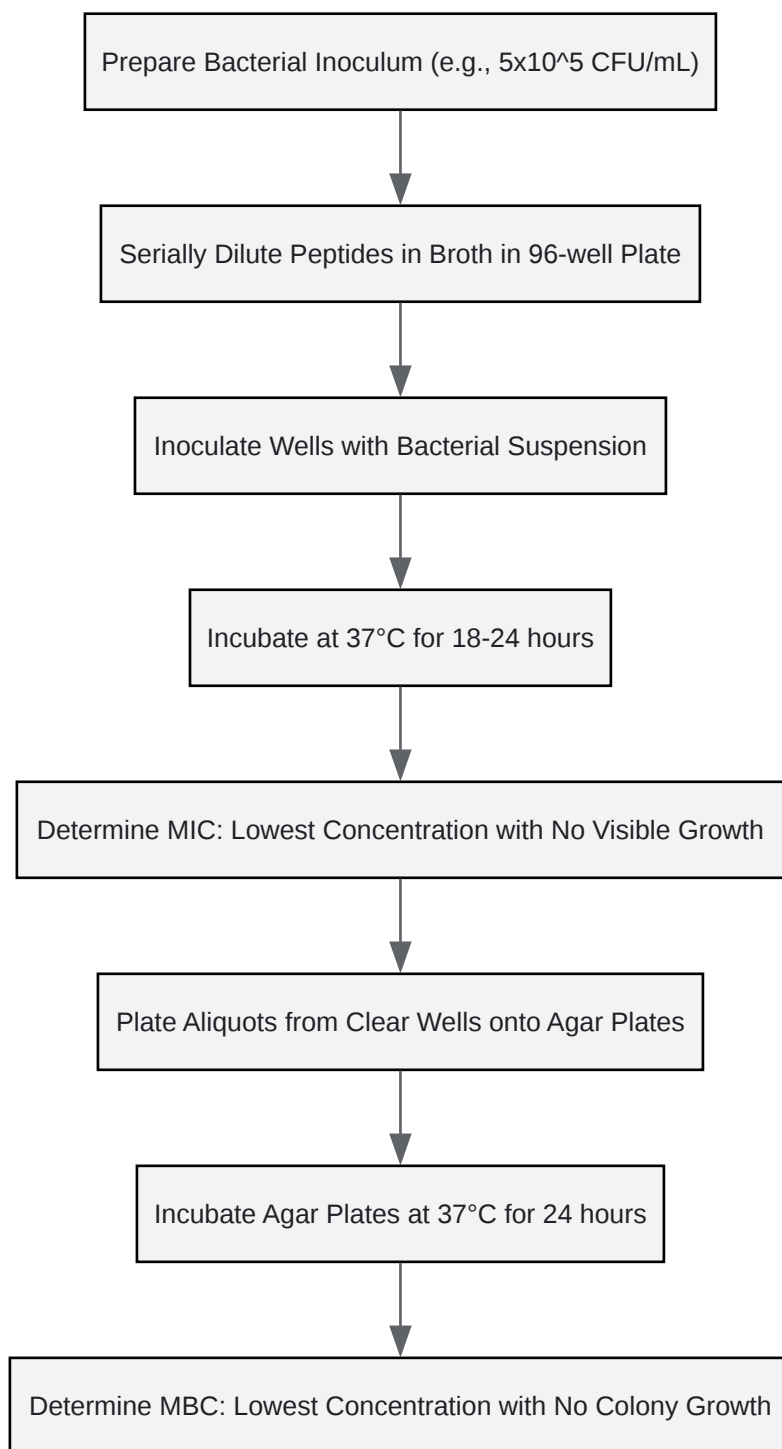 Prepare Bacterial Inoculum (e.g., 5x10^5 CFU/mL)
Serially Dilute Peptides in Broth in 96-well Plate
Inoculate Wells with Bacterial Suspension
Incubate at 37°C for 18-24 hours
Determine MIC: Lowest Concentration with No Visible Growth
Plate Aliquots from Clear Wells onto Agar Plates
Incubate Agar Plates at 37°C for 24 hours
Determine MBC: Lowest Concentration with No Colony Growth